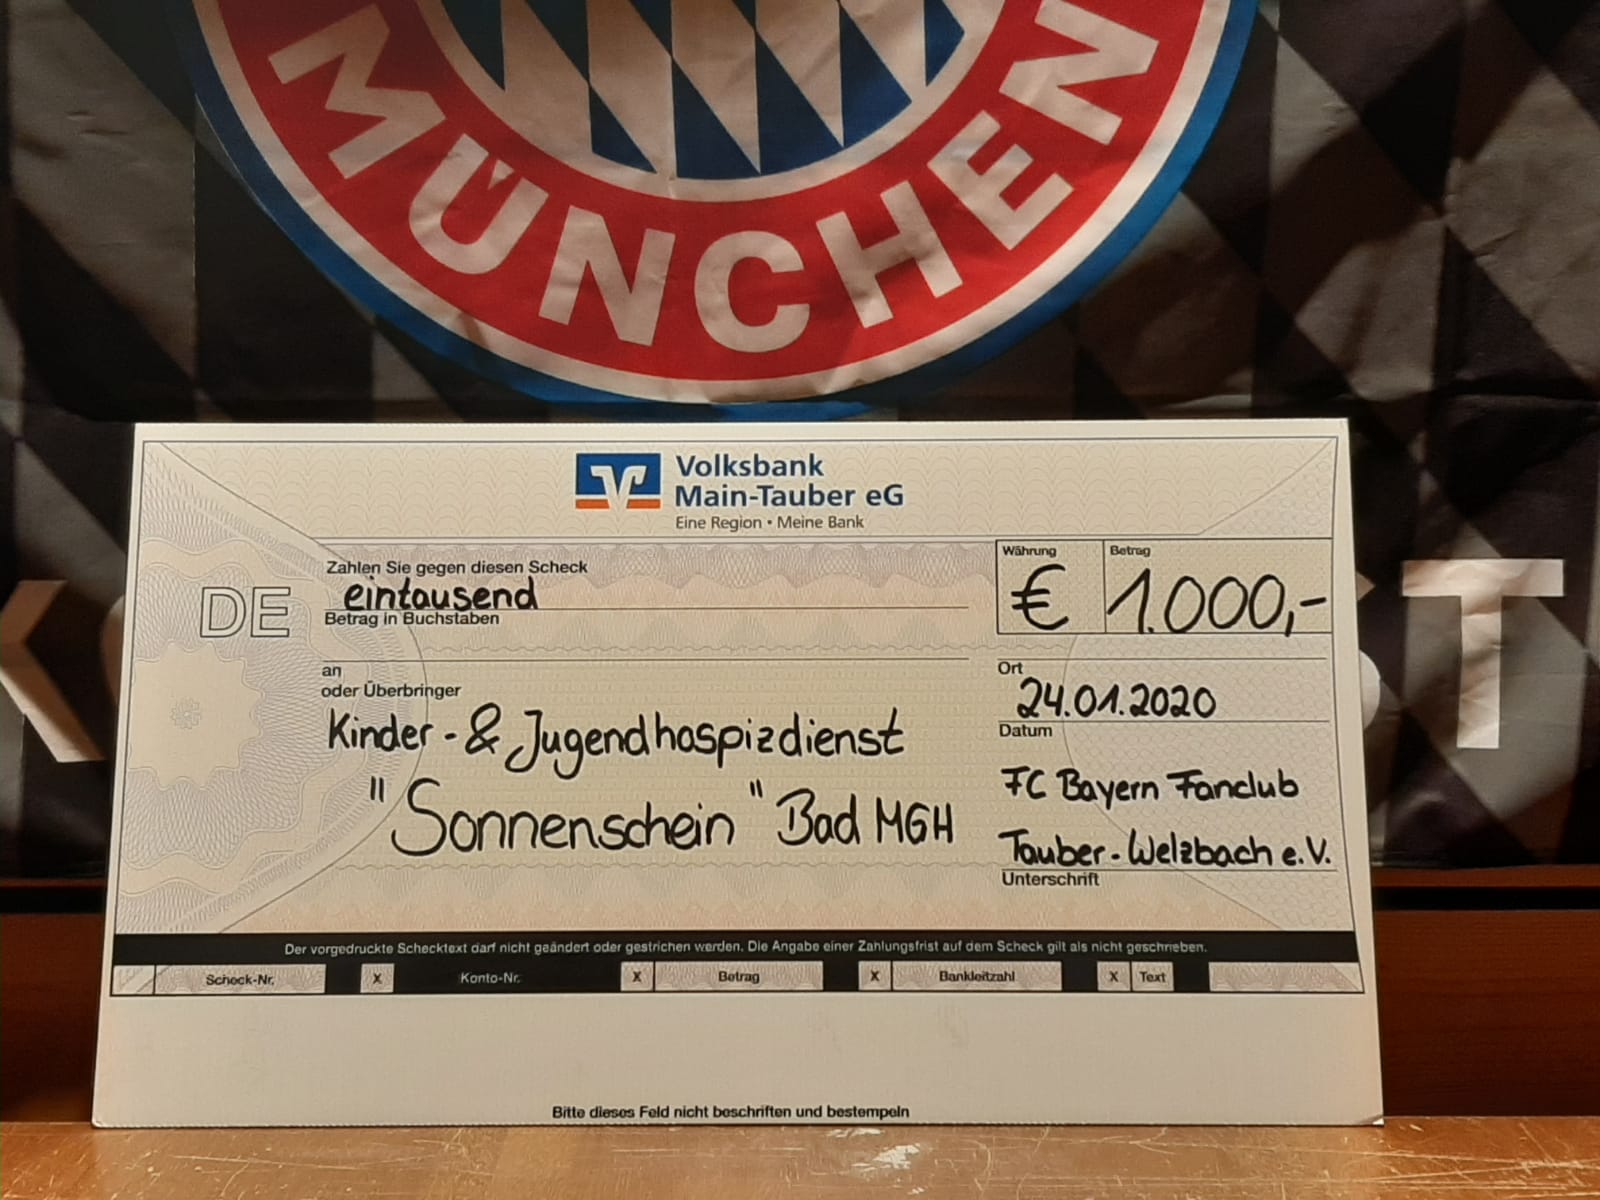 MÜNCHEN
Volksbank
Main-Tauber eG
Eine Region • Meine Bank
Zahlen Sie gegen diesen Scheck
eintausend
Betrag in Buchstaben
Währung
€
Betrag
1.000,-
DE
an
oder Überbringer
Kinder-& Jugendhospizdienst
"Sonnenschein" Bad MGH
Ort
24.01.2020
Datum
FC Bayern Fanclub
Tauber-Welzbach e.V.
Unterschrift
Der vorgedruckte Schecktext darf nicht geändert oder gestrichen werden. Die Angabe einer Zahlungsfrist auf dem Scheck gilt als nicht geschrieben.
Scheck-Nr. X Konto-Nr. X Betrag X Bankleitzahl X Text
Bitte dieses Feld nicht beschriften und bestempeln